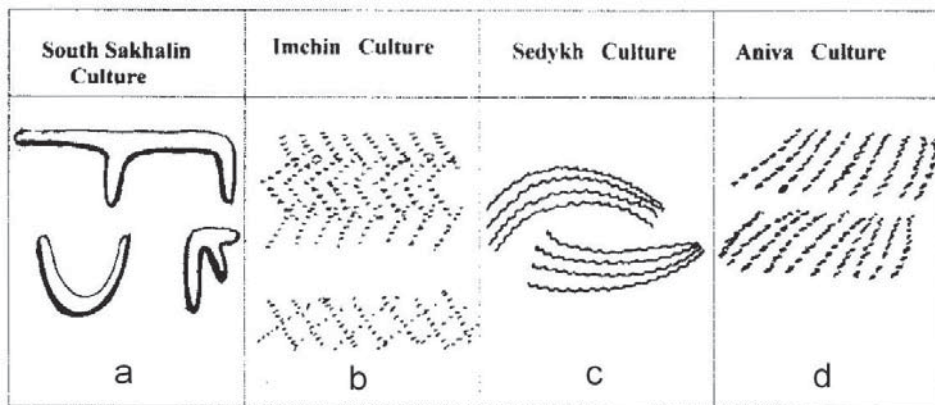 South Sakhalin
Culture
Imchin Culture
Sedykh Culture
Aniva Culture
a
b
c
d